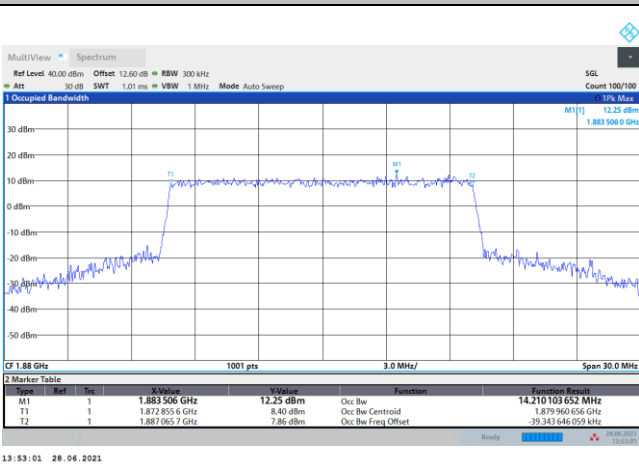 MultiView Spectrum
Ref Level 40.00 dBm Offset 12.60 dB RBW 300 kHz SGL
Att 30 dB SWT 1.01 ms VBW 1 MHz Mode Auto Sweep Count 100/100
1 Occupied Bandwidth 1Pk Max
M1[1] 12.25 dBm
1.883 506 0 GHz
30 dBm
20 dBm
M1
T1 T2
10 dBm
0 dBm
-10 dBm
-20 dBm
-30 dBm
-40 dBm
-50 dBm
CF 1.88 GHz 1001 pts 3.0 MHz/ Span 30.0 MHz
2 Marker Table
Type Ref Trc X-Value Y-Value Function Function Result
M1 1 1.883 506 GHz 12.25 dBm Occ Bw 14.210 103 652 MHz
T1 1 1.872 855 6 GHz 8.40 dBm Occ Bw Centroid 1.879 960 656 GHz
T2 1 1.887 065 7 GHz 7.86 dBm Occ Bw Freq Offset -39.343 646 059 kHz
Ready 28.06.2021
13:53:01
13:53:01 28.06.2021